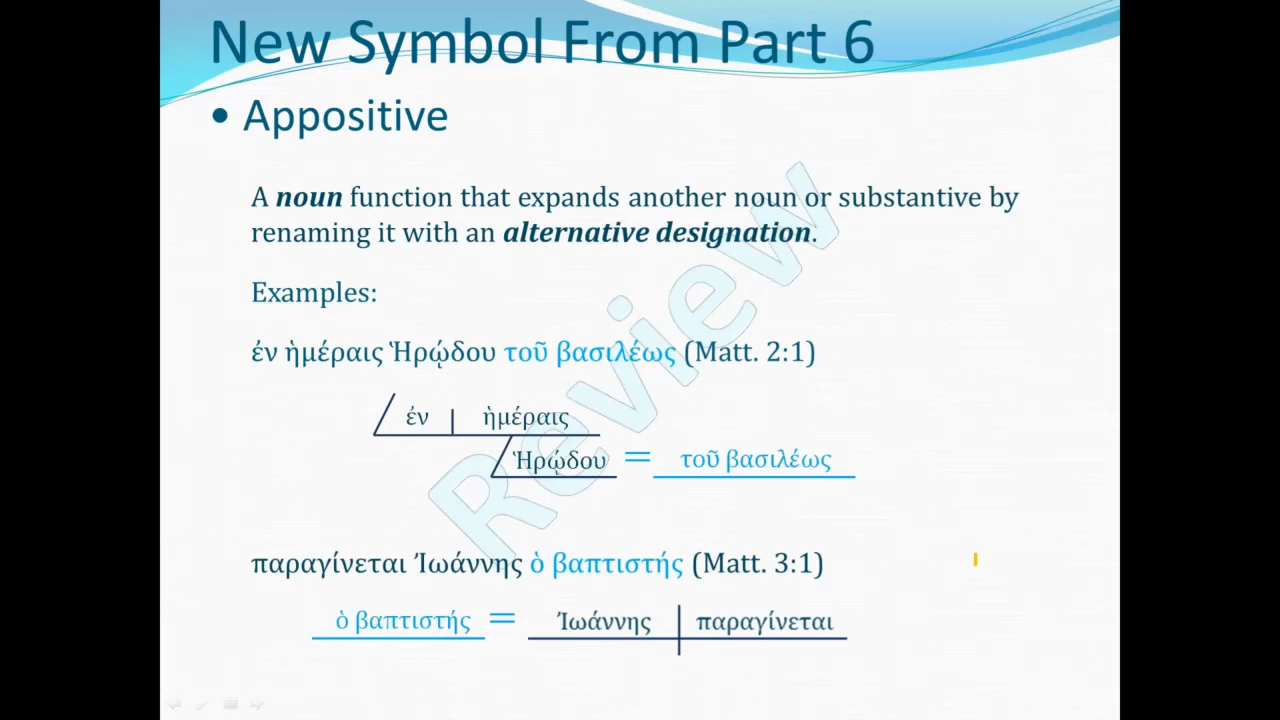 New Symbol From Part 6
• Appositive
A noun function that expands another noun or substantive by
renaming it with an alternative designation.
Examples:
ἐν ἡμέραις Ἡρῴδου τοῦ βασιλέως (Matt. 2:1)
ἐν ἡμέραις
Ἡρῴδου = τοῦ βασιλέως
παραγίνεται Ἰωάννης ὁ βαπτιστής (Matt. 3:1)
ὁ βαπτιστής = Ἰωάννης παραγίνεται
Review